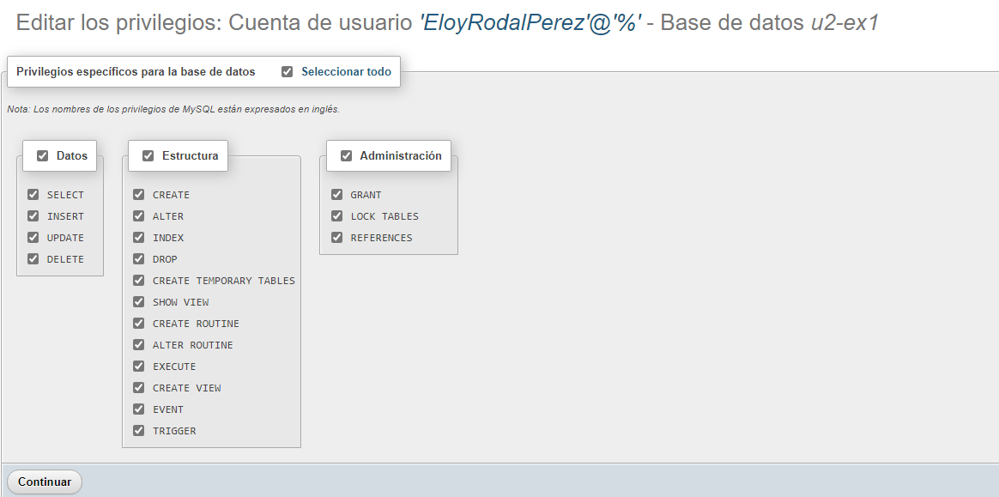 Editar los privilegios: Cuenta de usuario 'EloyRodalPerez'@'%' - Base de datos u2-ex1
Privilegios específicos para la base de datos Seleccionar todo
Nota: Los nombres de los privilegios de MySQL están expresados en inglés.
Datos
SELECT
INSERT
UPDATE
DELETE
Estructura
CREATE
ALTER
INDEX
DROP
CREATE TEMPORARY TABLES
SHOW VIEW
CREATE ROUTINE
ALTER ROUTINE
EXECUTE
CREATE VIEW
EVENT
TRIGGER
Administración
GRANT
LOCK TABLES
REFERENCES
Continuar